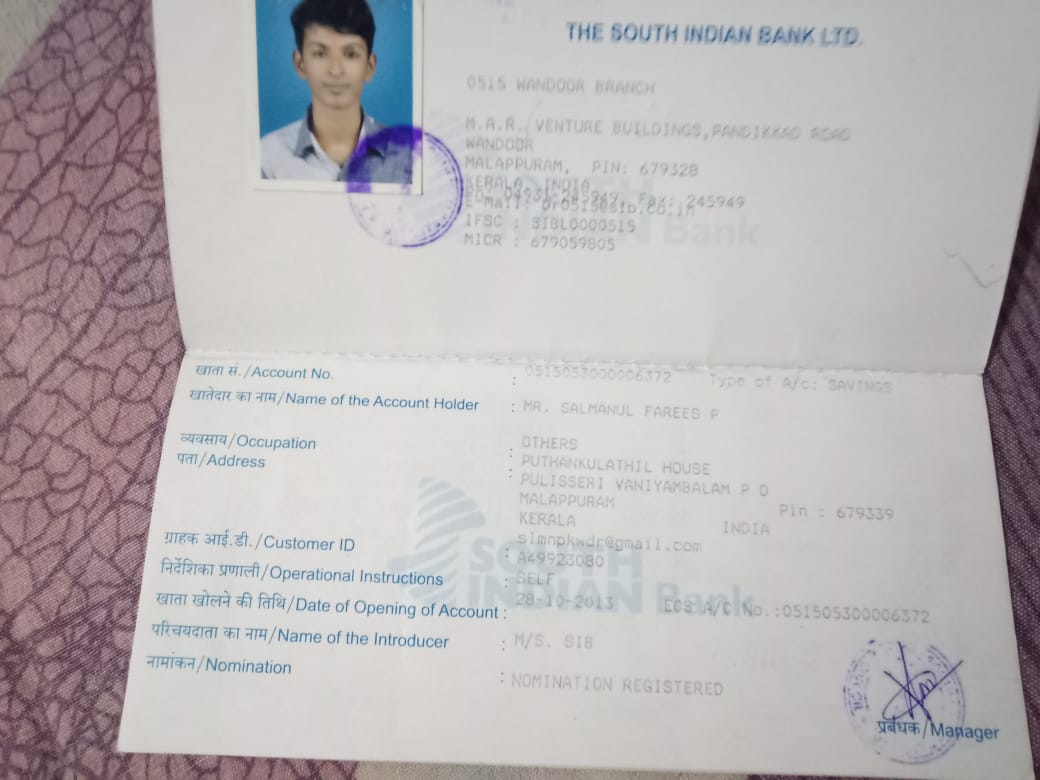 THE SOUTH INDIAN BANK LTD.
0515 WANDOOR BRANCH
M.A.R. VENTURE BUILDINGS,PANDIKKAD ROAD
WANDOOR
MALAPPURAM, PIN: 679328
KERALA, INDIA
04931-245949, Fax: 245949
E-Mail: br0515@sib.co.in
IFSC : SIBL0000515
MICR : 679059805
SOUTH
INDIAN Bank
खाता सं./Account No. : 0515053000006372 Type of A/c: SAVINGS
खातेदार का नाम/Name of the Account Holder : MR. SALMANUL FAREES P
व्यवसाय/Occupation : OTHERS
पता/Address : PUTHANKULATHIL HOUSE
PULISSERI VANIYAMBALAM P O
MALAPPURAM Pin : 679339
KERALA INDIA
slmnpkwdr@gmail.com
ग्राहक आई.डी./Customer ID : A49923080
निर्देशिका प्रणाली/Operational Instructions : SELF
खाता खोलने की तिथि/Date of Opening of Account : 28-10-2013 ECS A/C No.:051505300006372
परिचयदाता का नाम/Name of the Introducer : M/S. SIB
नामांकन/Nomination : NOMINATION REGISTERED
SOUTH
INDIAN Bank
प्रबंधक/Manager